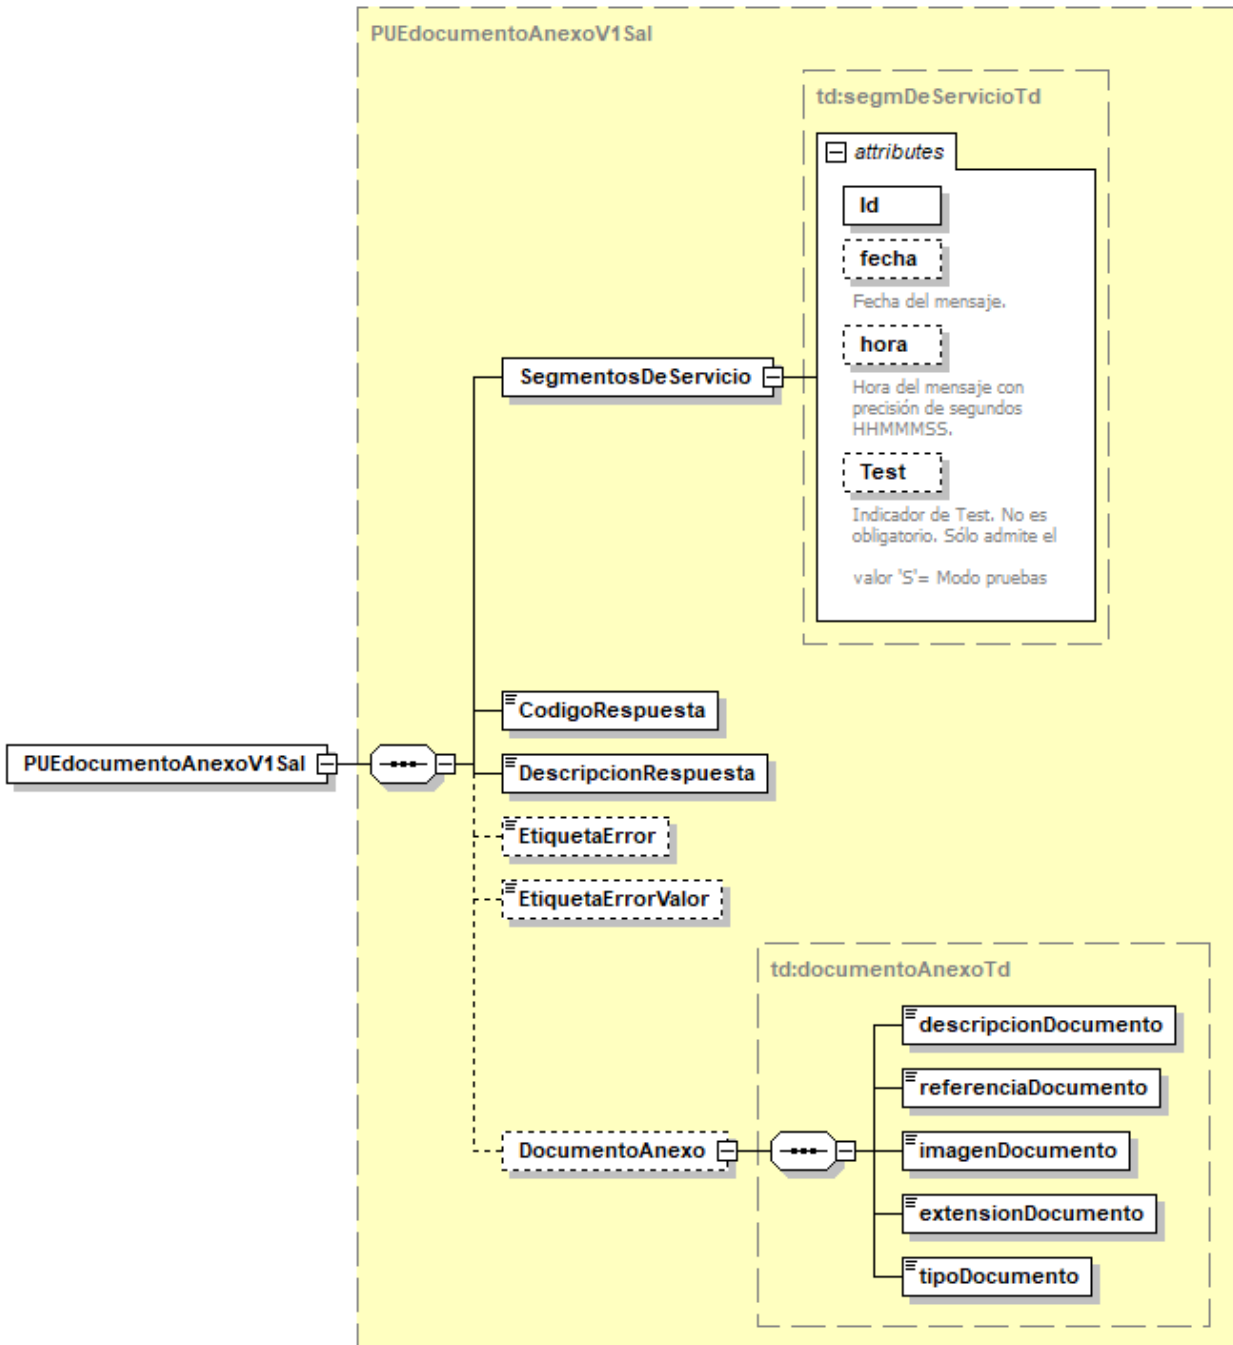 PUEdocumentoAnexoV1Sal
td:segmDeServicioTd
attributes
Id
fecha
Fecha del mensaje.
hora
Hora del mensaje con
precisión de segundos
HHMMMSS.
Test
Indicador de Test. No es
obligatorio. Sólo admite el
valor 'S'= Modo pruebas
SegmentosDeServicio
CodigoRespuesta
PUEdocumentoAnexoV1Sal
DescripcionRespuesta
EtiquetaError
EtiquetaErrorValor
td:documentoAnexoTd
DocumentoAnexo
descripcionDocumento
referenciaDocumento
imagenDocumento
extensionDocumento
tipoDocumento